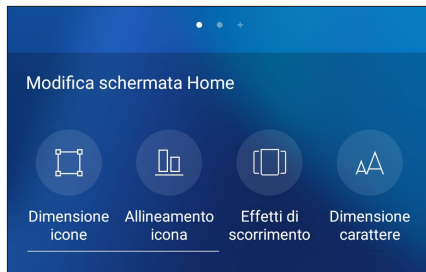 Modifica schermata Home
Dimensione icone
Allineamento icona
Effetti di scorrimento
Dimensione carattere